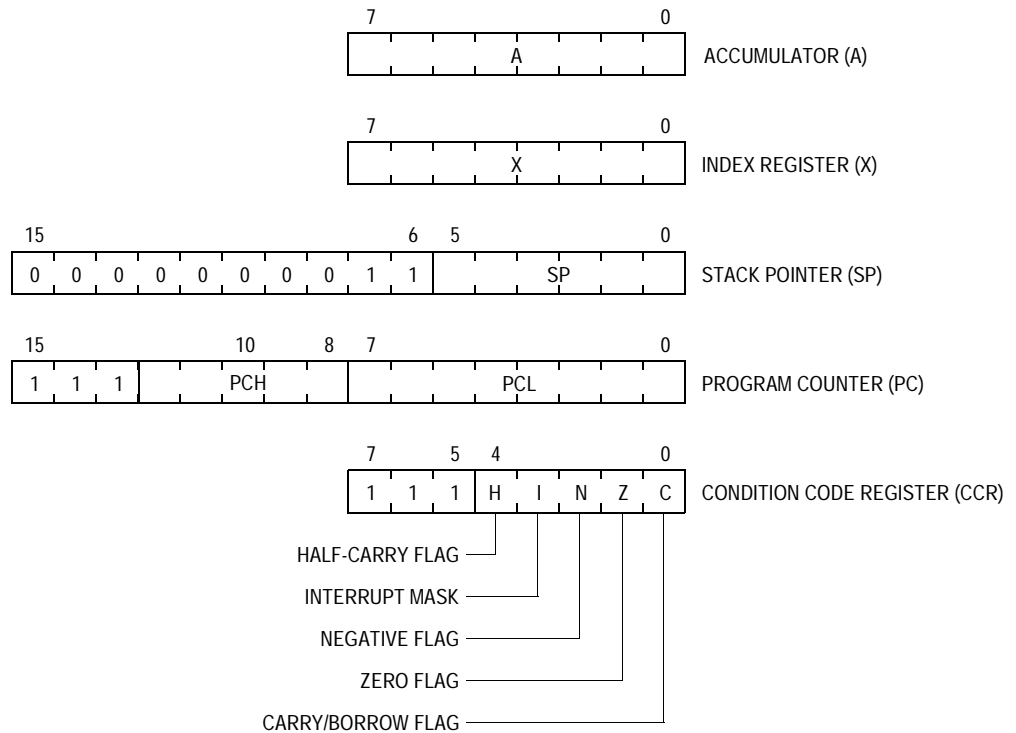 7 0
A ACCUMULATOR (A)
7 0
X INDEX REGISTER (X)
15 6 5 0
0 0 0 0 0 0 0 0 1 1 SP STACK POINTER (SP)
15 10 8 7 0
1 1 1 PCH PCL PROGRAM COUNTER (PC)
7 5 4 0
1 1 1 H I N Z C CONDITION CODE REGISTER (CCR)
HALF-CARRY FLAG
INTERRUPT MASK
NEGATIVE FLAG
ZERO FLAG
CARRY/BORROW FLAG